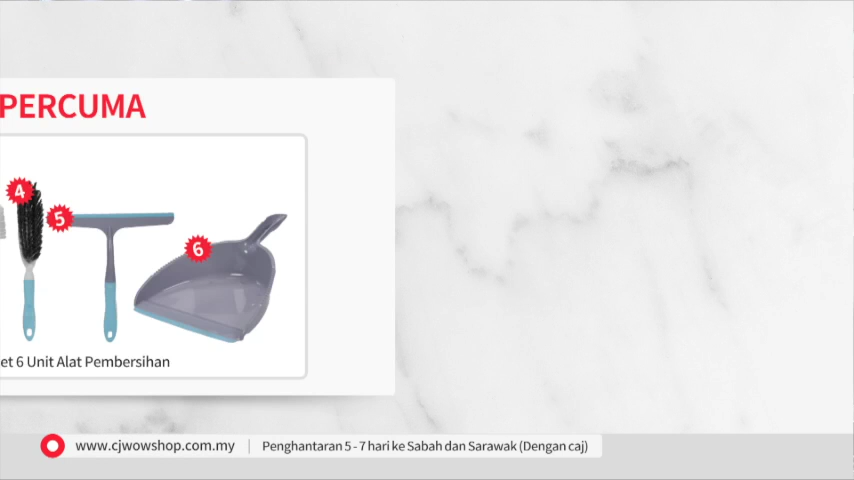 PERCUMA
4
5
6
et 6 Unit Alat Pembersihan
www.cjwowshop.com.my | Penghantaran 5 - 7 hari ke Sabah dan Sarawak (Dengan caj)